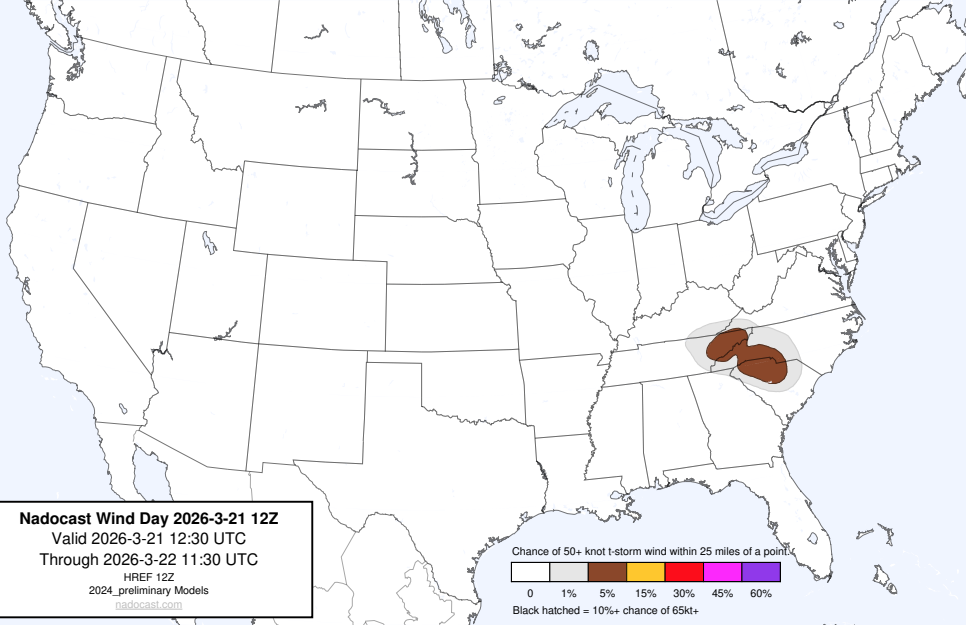 Nadocast Wind Day 2026-3-21 12Z
Valid 2026-3-21 12:30 UTC
Through 2026-3-22 11:30 UTC
HREF 12Z
2024_preliminary Models
nadocast.com
Chance of 50+ knot t-storm wind within 25 miles of a point.
0 1% 5% 15% 30% 45% 60%
Black hatched = 10%+ chance of 65kt+